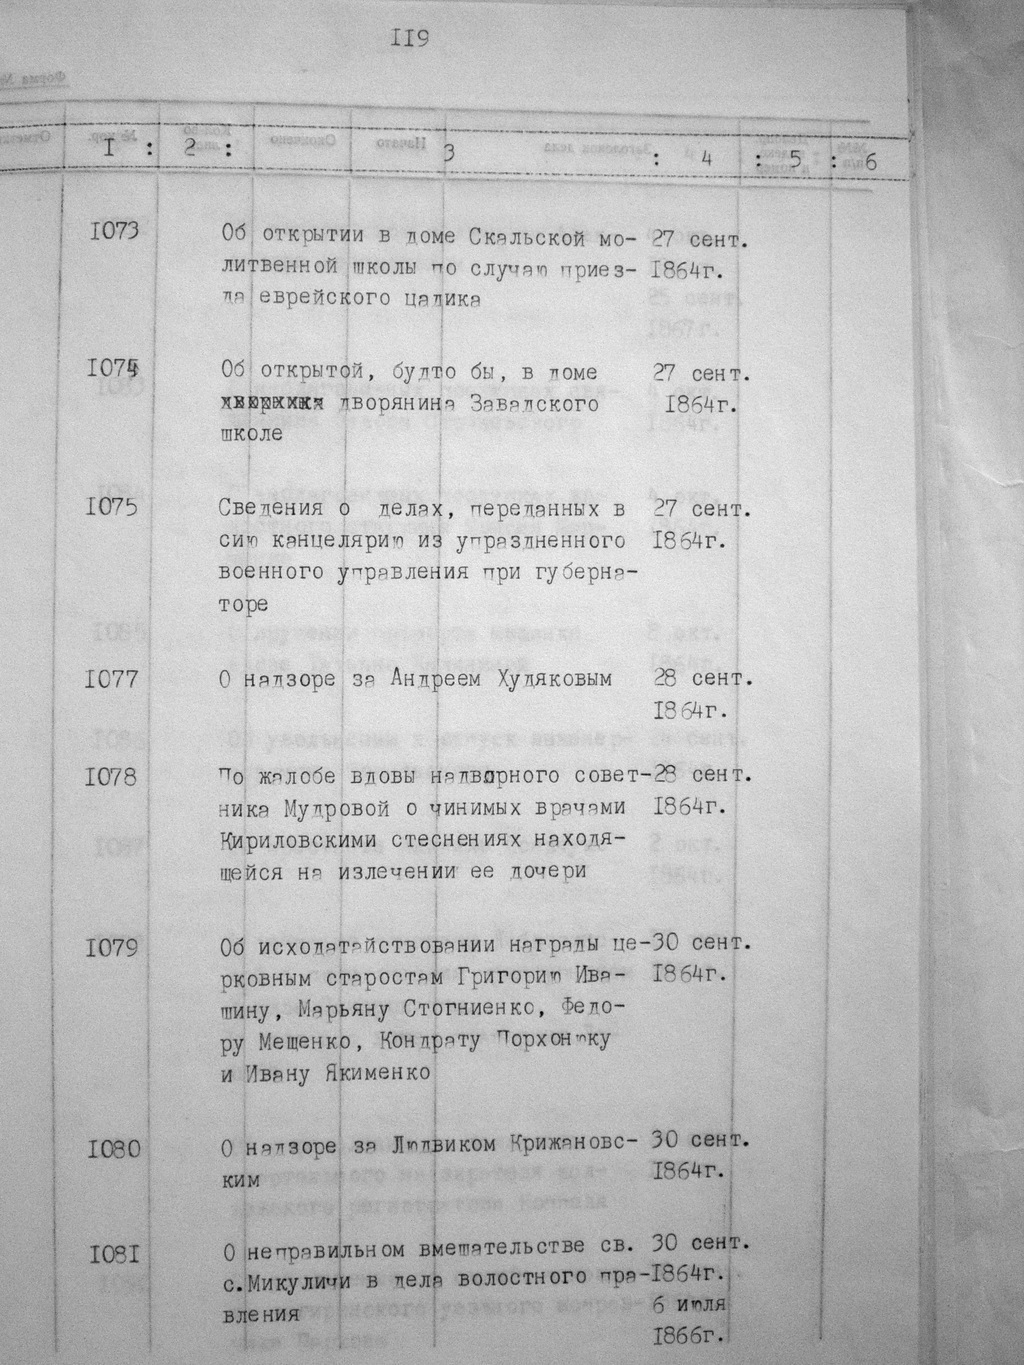 119
1 : 2 : 3 : 4 : 5 : 6
1073 Об открытии в доме Скальской мо- 27 сент.
литвенной школы по случаю приез- 1864г.
да еврейского цадика
1074 Об открытой, будто бы, в доме 27 сент.
дворянина Завадского 1864г.
школе
1075 Сведения о делах, переданных в 27 сент.
сию канцелярию из упраздненного 1864г.
военного управления при губерна-
торе
1077 О надзоре за Андреем Худяковым 28 сент.
1864г.
1078 По жалобе вдовы надворного совет- 28 сент.
ника Мудровой о чинимых врачами 1864г.
Кириловскими стеснениях находя-
щейся на излечении ее дочери
1079 Об исходатайствовании награды це- 30 сент.
рковным старостам Григорию Ива- 1864г.
шину, Марьяну Стогниенко, Федо-
ру Мещенко, Кондрату Порхонюку
и Ивану Якименко
1080 О надзоре за Людвиком Крижановс- 30 сент.
ким 1864г.
1081 О неправильном вмешательстве св. 30 сент.
с.Микуличи в дела волостного пра- 1864г.
вления 6 июля
1866г.